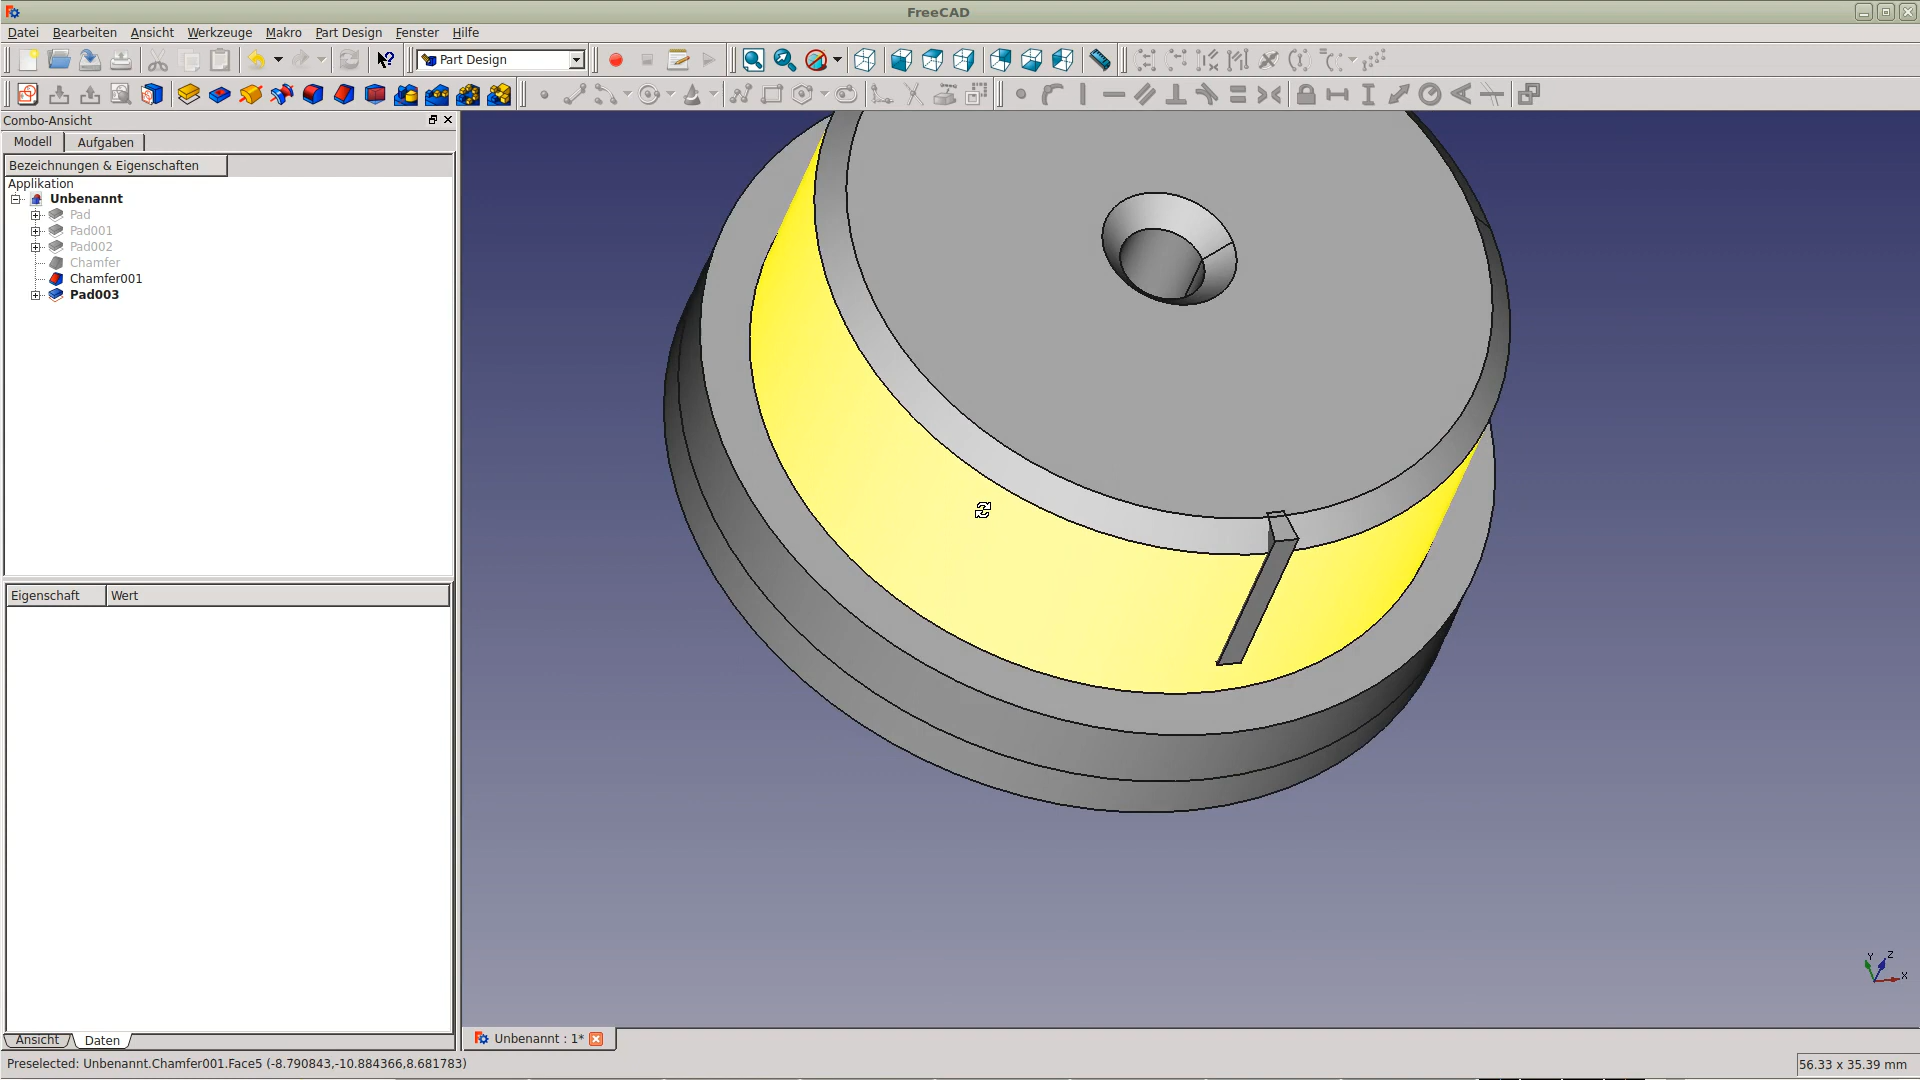 FreeCAD
Datei Bearbeiten Ansicht Werkzeuge Makro Part Design Fenster Hilfe
Part Design
Combo-Ansicht
Modell Aufgaben
Bezeichnungen & Eigenschaften
Applikation
Unbenannt
Pad
Pad001
Pad002
Chamfer
Chamfer001
Pad003
Eigenschaft Wert
Y Z
X
Ansicht Daten
Unbenannt : 1*
Preselected: Unbenannt.Chamfer001.Face5 (-8.790843,-10.884366,8.681783)
56.33 x 35.39 mm